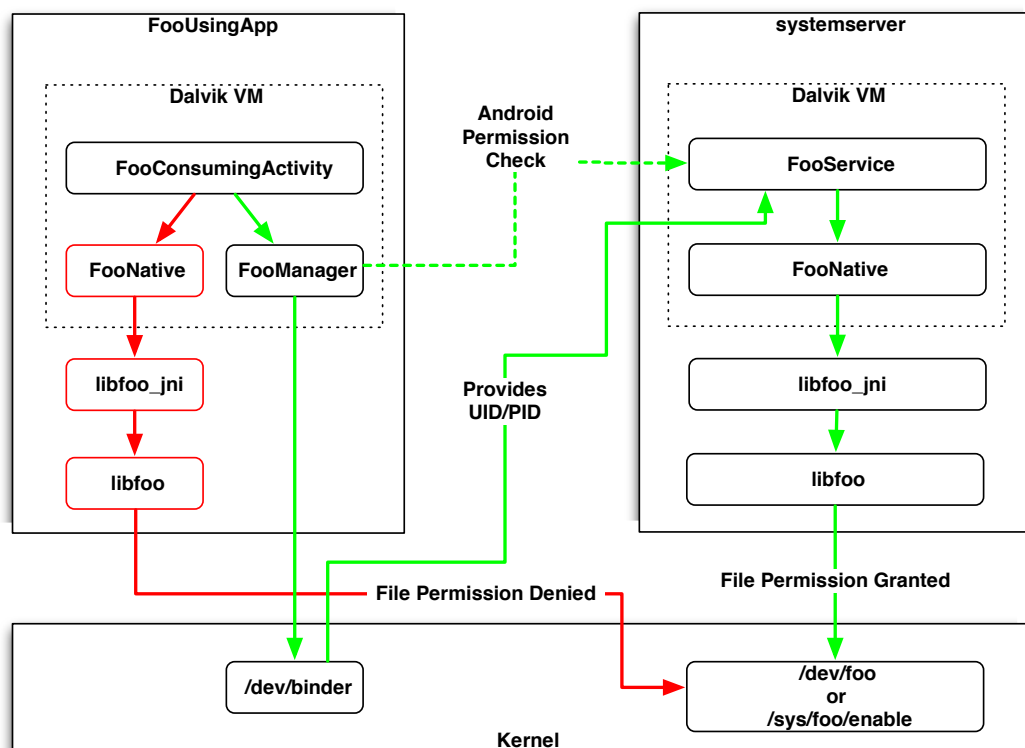 FooUsingApp
Dalvik VM
FooConsumingActivity
FooNative
FooManager
libfoo_jni
libfoo
Android
Permission
Check
Provides
UID/PID
systemserver
Dalvik VM
FooService
FooNative
libfoo_jni
libfoo
File Permission Denied
File Permission Granted
/dev/binder
/dev/foo
or
/sys/foo/enable
Kernel